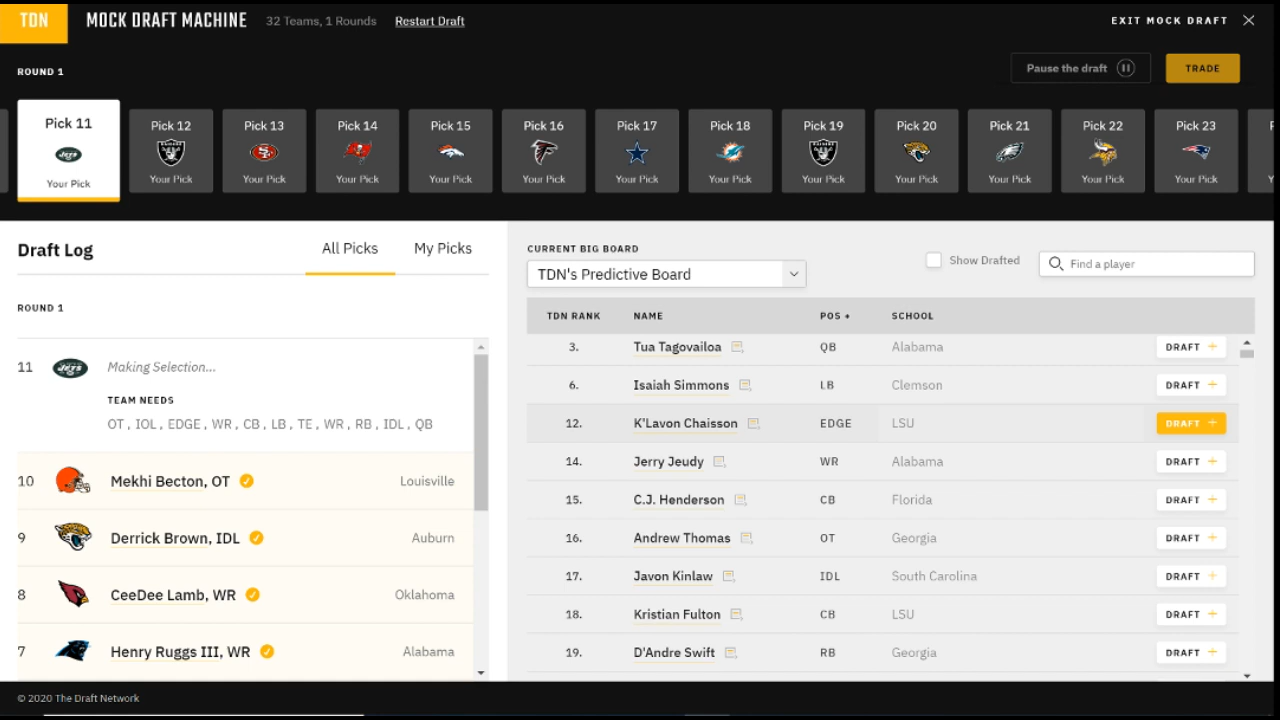 TDN MOCK DRAFT MACHINE 32 Teams, 1 Rounds Restart Draft EXIT MOCK DRAFT
ROUND 1 Pause the draft TRADE
Pick 11 Pick 12 Pick 13 Pick 14 Pick 15 Pick 16 Pick 17 Pick 18 Pick 19 Pick 20 Pick 21 Pick 22 Pick 23
JETS RAIDERS SF RAIDERS
Your Pick Your Pick Your Pick Your Pick Your Pick Your Pick Your Pick Your Pick Your Pick Your Pick Your Pick Your Pick Your Pick
Draft Log All Picks My Picks
ROUND 1
11 JETS Making Selection...
TEAM NEEDS
OT , IOL , EDGE , WR , CB , LB , TE , WR , RB , IDL , QB
10 Mekhi Becton, OT Louisville
9 Derrick Brown, IDL Auburn
8 CeeDee Lamb, WR Oklahoma
7 Henry Ruggs III, WR Alabama
CURRENT BIG BOARD
TDN's Predictive Board Show Drafted Find a player
TDN RANK NAME POS SCHOOL
3. Tua Tagovailoa QB Alabama DRAFT +
6. Isaiah Simmons LB Clemson DRAFT +
12. K'Lavon Chaisson EDGE LSU DRAFT +
14. Jerry Jeudy WR Alabama DRAFT +
15. C.J. Henderson CB Florida DRAFT +
16. Andrew Thomas OT Georgia DRAFT +
17. Javon Kinlaw IDL South Carolina DRAFT +
18. Kristian Fulton CB LSU DRAFT +
19. D'Andre Swift RB Georgia DRAFT +
© 2020 The Draft Network